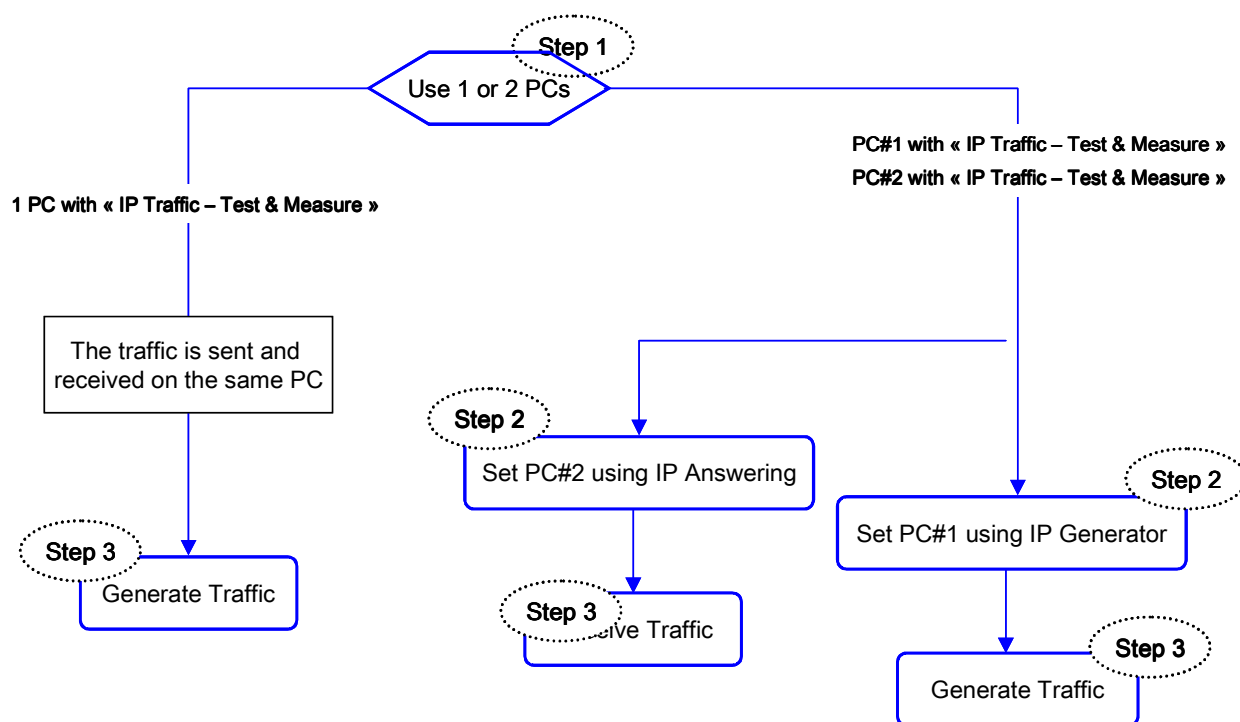 Step 1
Use 1 or 2 PCs
PC#1 with « IP Traffic – Test & Measure »
PC#2 with « IP Traffic – Test & Measure »
1 PC with « IP Traffic – Test & Measure »
The traffic is sent and
received on the same PC
Step 2
Set PC#2 using IP Answering
Step 2
Set PC#1 using IP Generator
Step 3
Generate Traffic
Step 3
eive Traffic
Step 3
Generate Traffic